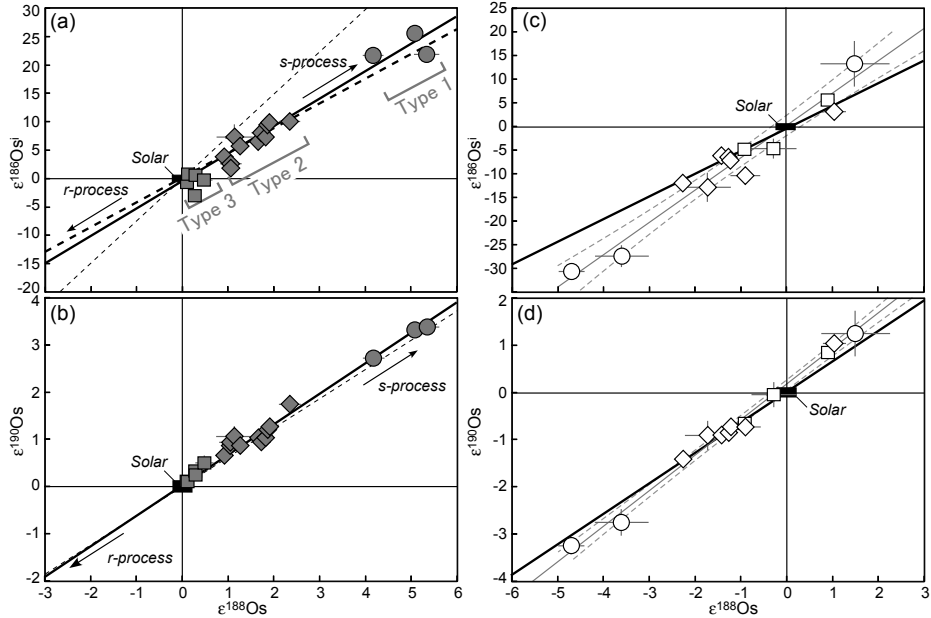 (a)
30
25
20
15
10
5
0
-5
-10
-15
-20
ε186Osi
s-process
Type 1
Type 2
Type 3
Solar
r-process
(b)
4
3
2
1
0
-1
-2
ε190Os
s-process
Solar
r-process
-3 -2 -1 0 1 2 3 4 5 6
ε188Os
(c)
25
20
15
10
5
0
-5
-10
-15
-20
-25
-30
-35
ε186Osi
Solar
(d)
2
1
0
-1
-2
-3
-4
ε190Os
Solar
-6 -5 -4 -3 -2 -1 0 1 2 3
ε188Os